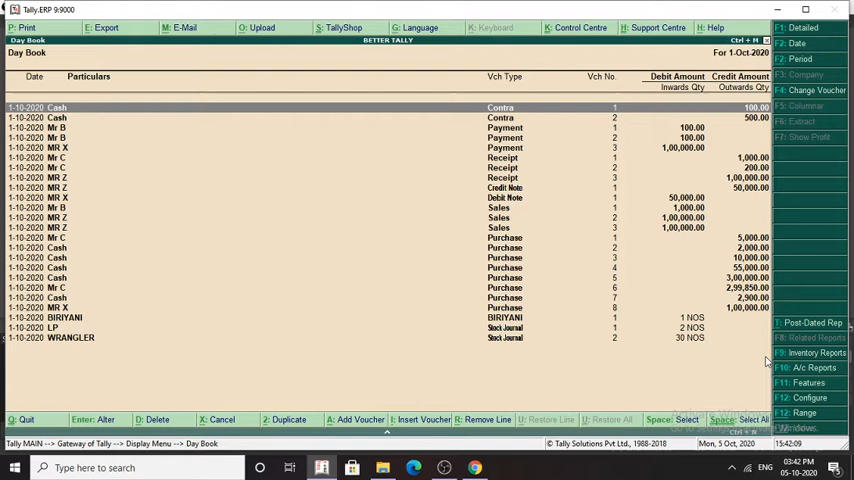 Tally.ERP 9:9000
P: Print E: Export M: E-Mail O: Upload S: TallyShop G: Language K: Keyboard K: Control Centre H: Support Centre H: Help F1: Detailed
Day Book BETTER TALLY Ctrl + M F2: Date
Day Book For 1-Oct-2020 F2: Period
Date Particulars Vch Type Vch No. Debit Amount Credit Amount F3: Company
Inwards Qty Outwards Qty F4: Change Voucher
1-10-2020 Cash Contra 1 100.00 F5: Columnar
1-10-2020 Cash Contra 2 500.00 F6: Extract
1-10-2020 Mr B Payment 1 100.00
1-10-2020 Mr B Payment 2 100.00 F7: Show Profit
1-10-2020 MR X Payment 3 1,00,000.00
1-10-2020 Mr C Receipt 1 1,000.00
1-10-2020 Mr C Receipt 2 200.00
1-10-2020 MR Z Receipt 3 1,00,000.00
1-10-2020 MR Z Credit Note 1 50,000.00
1-10-2020 MR X Debit Note 1 50,000.00
1-10-2020 Mr B Sales 1 1,000.00
1-10-2020 MR Z Sales 2 1,00,000.00
1-10-2020 MR Z Sales 3 1,00,000.00
1-10-2020 Mr C Purchase 1 5,000.00
1-10-2020 Cash Purchase 2 2,000.00
1-10-2020 Cash Purchase 3 10,000.00
1-10-2020 Cash Purchase 4 55,000.00
1-10-2020 Cash Purchase 5 3,00,000.00
1-10-2020 Mr C Purchase 6 2,99,850.00
1-10-2020 Cash Purchase 7 2,900.00
1-10-2020 MR X Purchase 8 1,00,000.00
1-10-2020 BIRIYANI BIRIYANI 1 1 NOS T: Post-Dated Rep
1-10-2020 LP Stock Journal 1 2 NOS
1-10-2020 WRANGLER Stock Journal 2 30 NOS F8: Related Reports
F9: Inventory Reports
F10: A/c Reports
F11: Features
F12: Configure
F12: Range
Activate Windows
Q: Quit Enter: Alter D: Delete X: Cancel 2: Duplicate A: Add Voucher I: Insert Voucher R: Remove Line U: Restore Line U: Restore All Space: Select Space: Select All
Ctrl + N
Tally MAIN --> Gateway of Tally --> Display Menu --> Day Book © Tally Solutions Pvt Ltd., 1988-2018 Mon, 5 Oct, 2020 15:42:09
Type here to search ENG 03:42 PM
05-10-2020